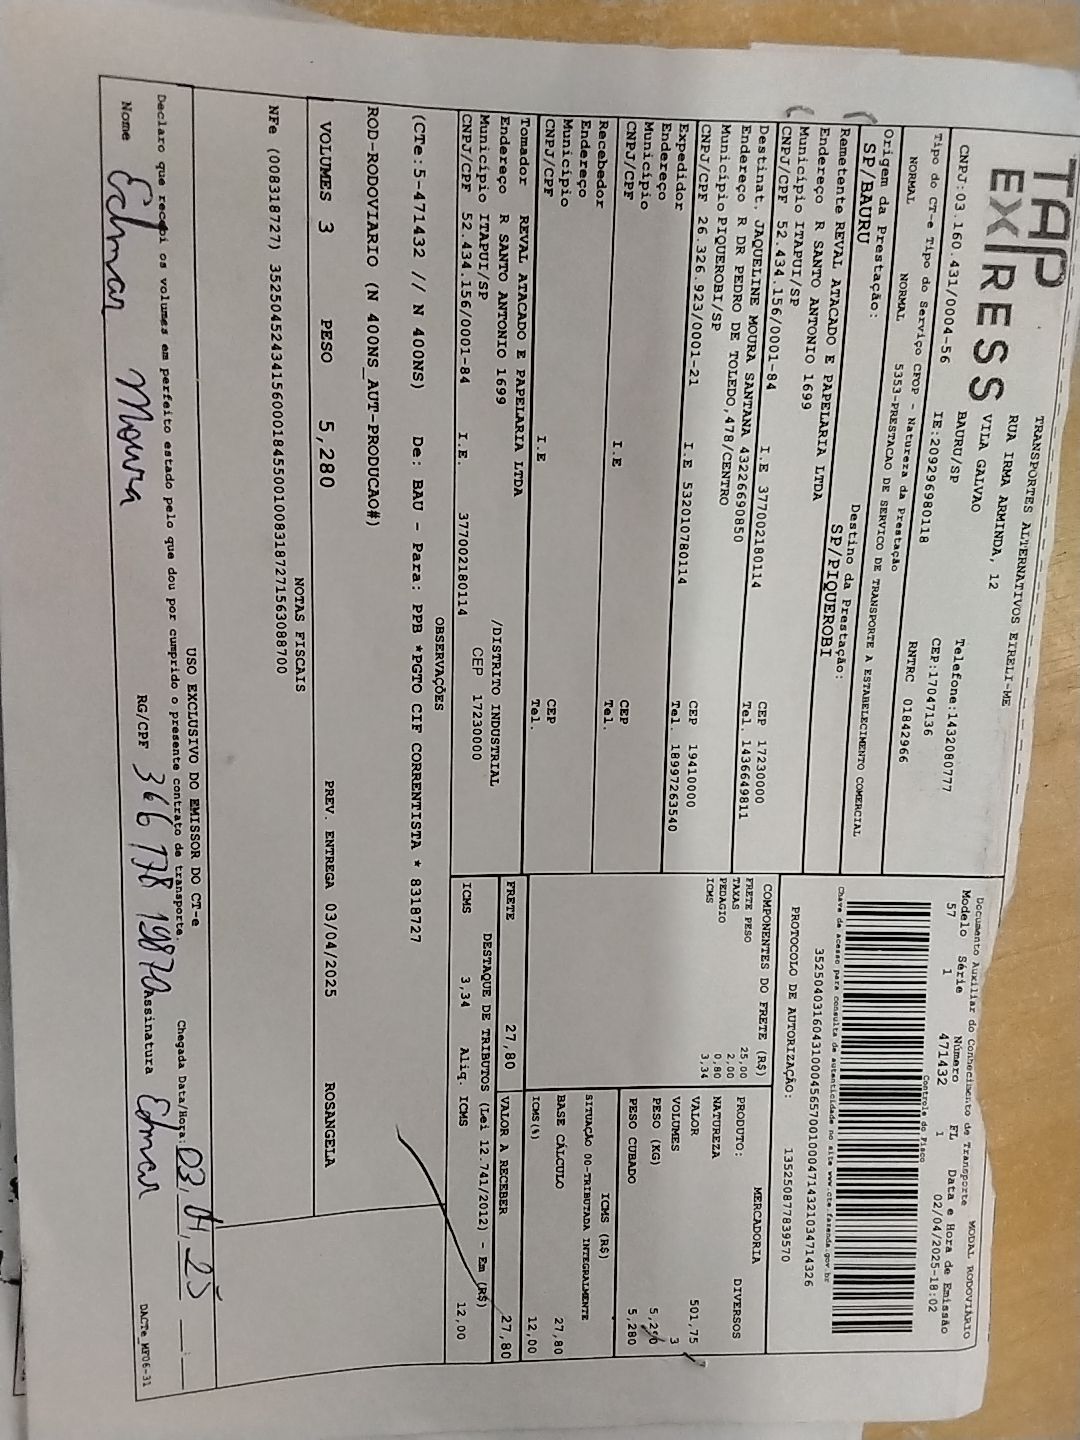 TAP
EXPRESS
TRANSPORTES ALTERNATIVOS EIRELI-ME
RUA IRMA ARMINDA, 12
VILA GALVAO
BAURU/SP
Telefone:1432080777
CNPJ:03.160.431/0004-56 IE:209296980118 CEP:17047136
Tipo do CT-e Tipo do Serviço CFOP - Natureza da Prestação RNTRC 01842966
NORMAL NORMAL 5353-PRESTACAO DE SERVICO DE TRANSPORTE A ESTABELECIMENTO COMERCIAL
Origem da Prestação: Destino da Prestação:
SP/BAURU SP/PIQUEROBI
Documento Auxiliar do Conhecimento de Transporte MODAL RODOVIÁRIO
Modelo Série Número FL Data e Hora de Emissão
57 1 471432 1 02/04/2025-18:02
Controle do Fisco
Chave de acesso para consulta de autenticidade no site www.cte.fazenda.gov.br
35250403160431000456570010004714321034714326
PROTOCOLO DE AUTORIZAÇÃO: 135250877839570
Remetente REVAL ATACADO E PAPELARIA LTDA
Endereço R SANTO ANTONIO 1699
Município ITAPUI/SP CEP 17230000
CNPJ/CPF 52.434.156/0001-84 I.E 377002180114 Tel. 1436649811
Destinat. JAQUELINE MOURA SANTANA 43226690850
Endereço R DR PEDRO DE TOLEDO,478/CENTRO
Município PIQUEROBI/SP CEP 19410000
CNPJ/CPF 26.326.923/0001-21 I.E 532010780114 Tel. 18997263540
Expedidor
Endereço
Município CEP
CNPJ/CPF I.E Tel.
Recebedor
Endereço
Município CEP
CNPJ/CPF I.E Tel.
Tomador REVAL ATACADO E PAPELARIA LTDA
Endereço R SANTO ANTONIO 1699 /DISTRITO INDUSTRIAL
Município ITAPUI/SP CEP 17230000
CNPJ/CPF 52.434.156/0001-84 I.E. 377002180114
COMPONENTES DO FRETE (R$)
FRETE PESO 25,00
TAXAS 2,00
PEDAGIO 0,80
ICMS 3,34
MERCADORIA
PRODUTO: DIVERSOS
NATUREZA
VALOR 501,75
VOLUMES 3
PESO (KG) 5,280
PESO CUBADO 5,280
ICMS (R$)
SITUAÇÃO 00-TRIBUTADA INTEGRALMENTE
BASE CÁLCULO 27,80
ICMS(%) 12,00
FRETE 27,80 VALOR A RECEBER 27,80
DESTAQUE DE TRIBUTOS (Lei 12.741/2012) - Em (R$)
ICMS 3,34 Aliq. ICMS 12,00
OBSERVAÇÕES
(CTe:5-471432 // N 400NS) De: BAU - Para: PPB *PGTO CIF CORRENTISTA * 8318727
ROD-RODOVIARIO (N 400NS_AUT-PRODUCAO#)
VOLUMES 3 PESO 5,280 PREV. ENTREGA 03/04/2025 ROSANGELA
NOTAS FISCAIS
NFe (008318727) 35250452434156000184550010083187271563088700
USO EXCLUSIVO DO EMISSOR DO CT-e
Declaro que recebi os volumes em perfeito estado pelo que dou por cumprido o presente contrato de transporte. Chegada Data/Hora: 03, 04, 25
Nome Edmar Moura RG/CPF 366 178 19870 Assinatura Edmar
DACTe_MF06-31